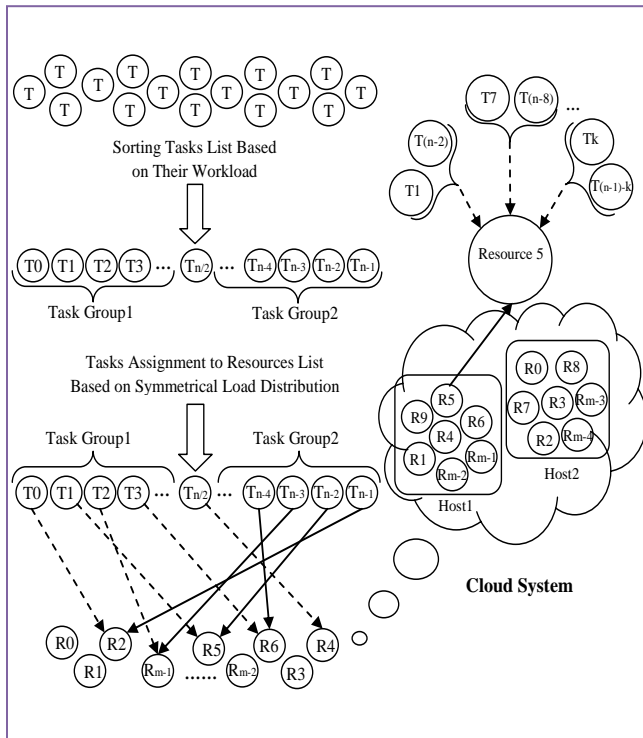 T T T T T T
T T T T T
T T T T T T
Sorting Tasks List Based
on Their Workload
T0 T1 T2 T3 ... Tn/2 ... Tn-4 Tn-3 Tn-2 Tn-1
Task Group1 Task Group2
Tasks Assignment to Resources List
Based on Symmetrical Load Distribution
Task Group1 Task Group2
T0 T1 T2 T3 ... Tn/2 ... Tn-4 Tn-3 Tn-2 Tn-1
R0 R2 R5 R6 R4
R1 Rm-1 ...... Rm-2 R3
T7 T(n-8) ...
T(n-2) Tk
T1 T(n-1)-k
Resource 5
R5
R9 R6
R4
R1 Rm-1
Rm-2
Host1
R0 R8
R7 R3 Rm-3
R2 Rm-4
Host2
Cloud System